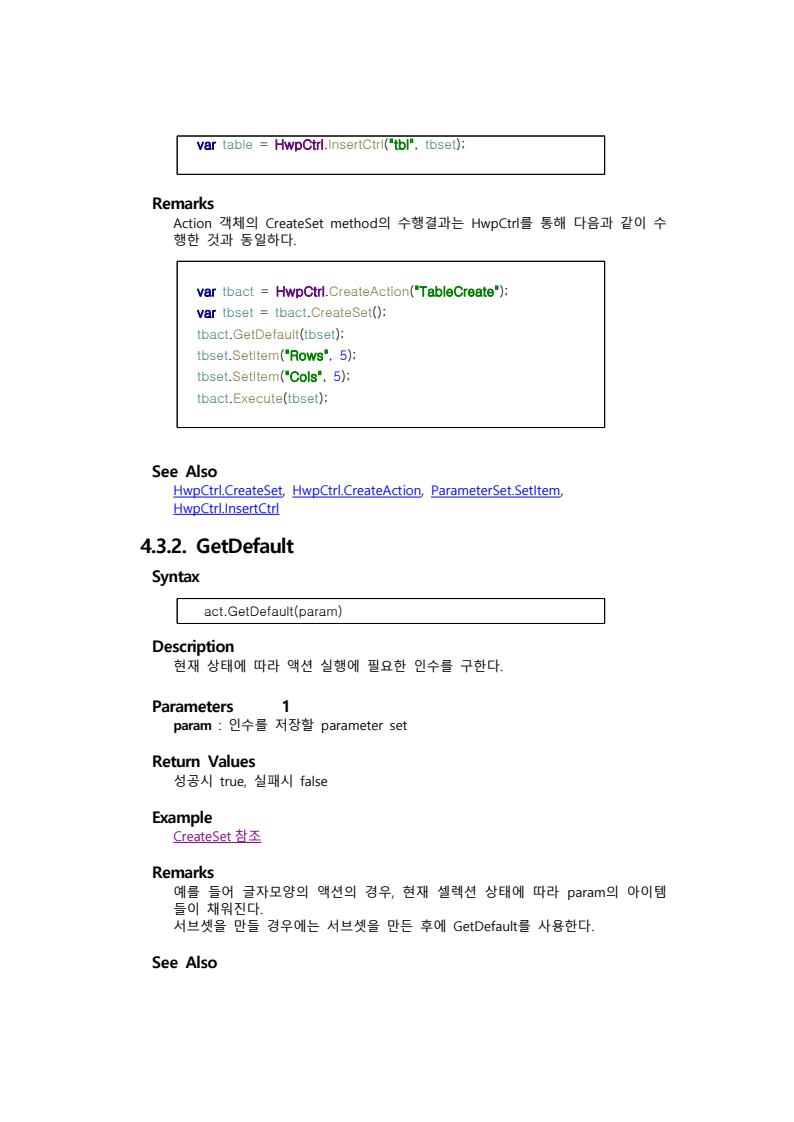 var table = HwpCtrl.InsertCtrl("tbl", tbset);
Remarks
Action 객체의 CreateSet method의 수행결과는 HwpCtrl를 통해 다음과 같이 수
행한 것과 동일하다.
var tbact = HwpCtrl.CreateAction("TableCreate");
var tbset = tbact.CreateSet();
tbact.GetDefault(tbset);
tbset.SetItem("Rows", 5);
tbset.SetItem("Cols", 5);
tbact.Execute(tbset);
See Also
HwpCtrl.CreateSet, HwpCtrl.CreateAction, ParameterSet.SetItem,
HwpCtrl.InsertCtrl
4.3.2. GetDefault
Syntax
act.GetDefault(param)
Description
현재 상태에 따라 액션 실행에 필요한 인수를 구한다.
Parameters 1
param : 인수를 저장할 parameter set
Return Values
성공시 true, 실패시 false
Example
CreateSet 참조
Remarks
예를 들어 글자모양의 액션의 경우, 현재 셀렉션 상태에 따라 param의 아이템
들이 채워진다.
서브셋을 만들 경우에는 서브셋을 만든 후에 GetDefault를 사용한다.
See Also